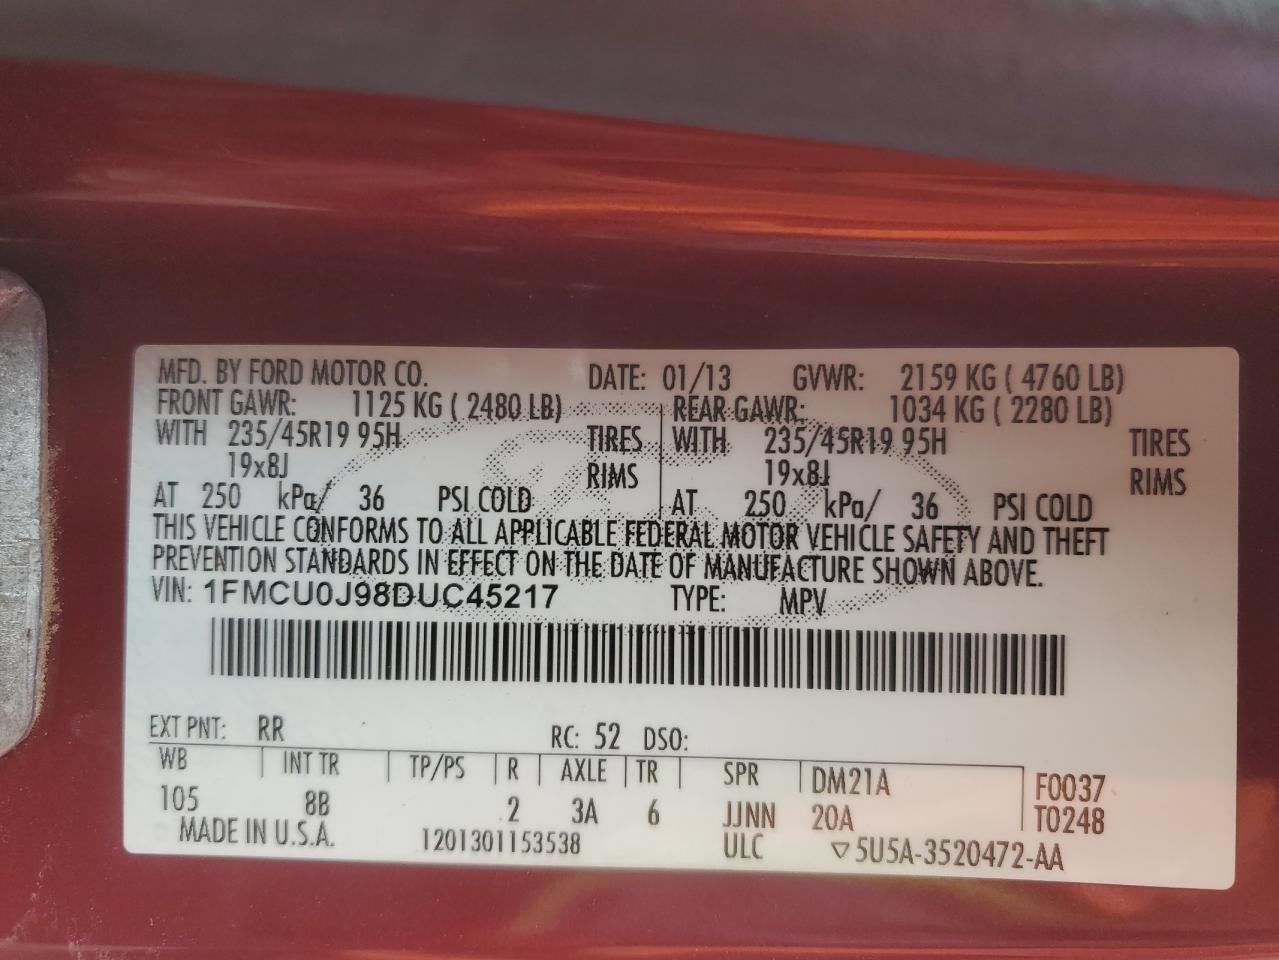 MFD. BY FORD MOTOR CO. DATE: 01/13 GVWR: 2159 KG ( 4760 LB)
FRONT GAWR: 1125 KG ( 2480 LB) REAR GAWR: 1034 KG ( 2280 LB)
WITH 235/45R19 95H TIRES WITH 235/45R19 95H TIRES
19x8J RIMS 19x8J RIMS
AT 250 kPa/ 36 PSI COLD AT 250 kPa/ 36 PSI COLD
THIS VEHICLE CONFORMS TO ALL APPLICABLE FEDERAL MOTOR VEHICLE SAFETY AND THEFT
PREVENTION STANDARDS IN EFFECT ON THE DATE OF MANUFACTURE SHOWN ABOVE.
VIN: 1FMCU0J98DUC45217 TYPE: MPV
EXT PNT: RR RC: 52 DSO:
WB INT TR TP/PS R AXLE TR SPR DM21A F0037
105 8B 2 3A 6 JJNN 20A T0248
MADE IN U.S.A. 1201301153538 ULC ▽5U5A-3520472-AA